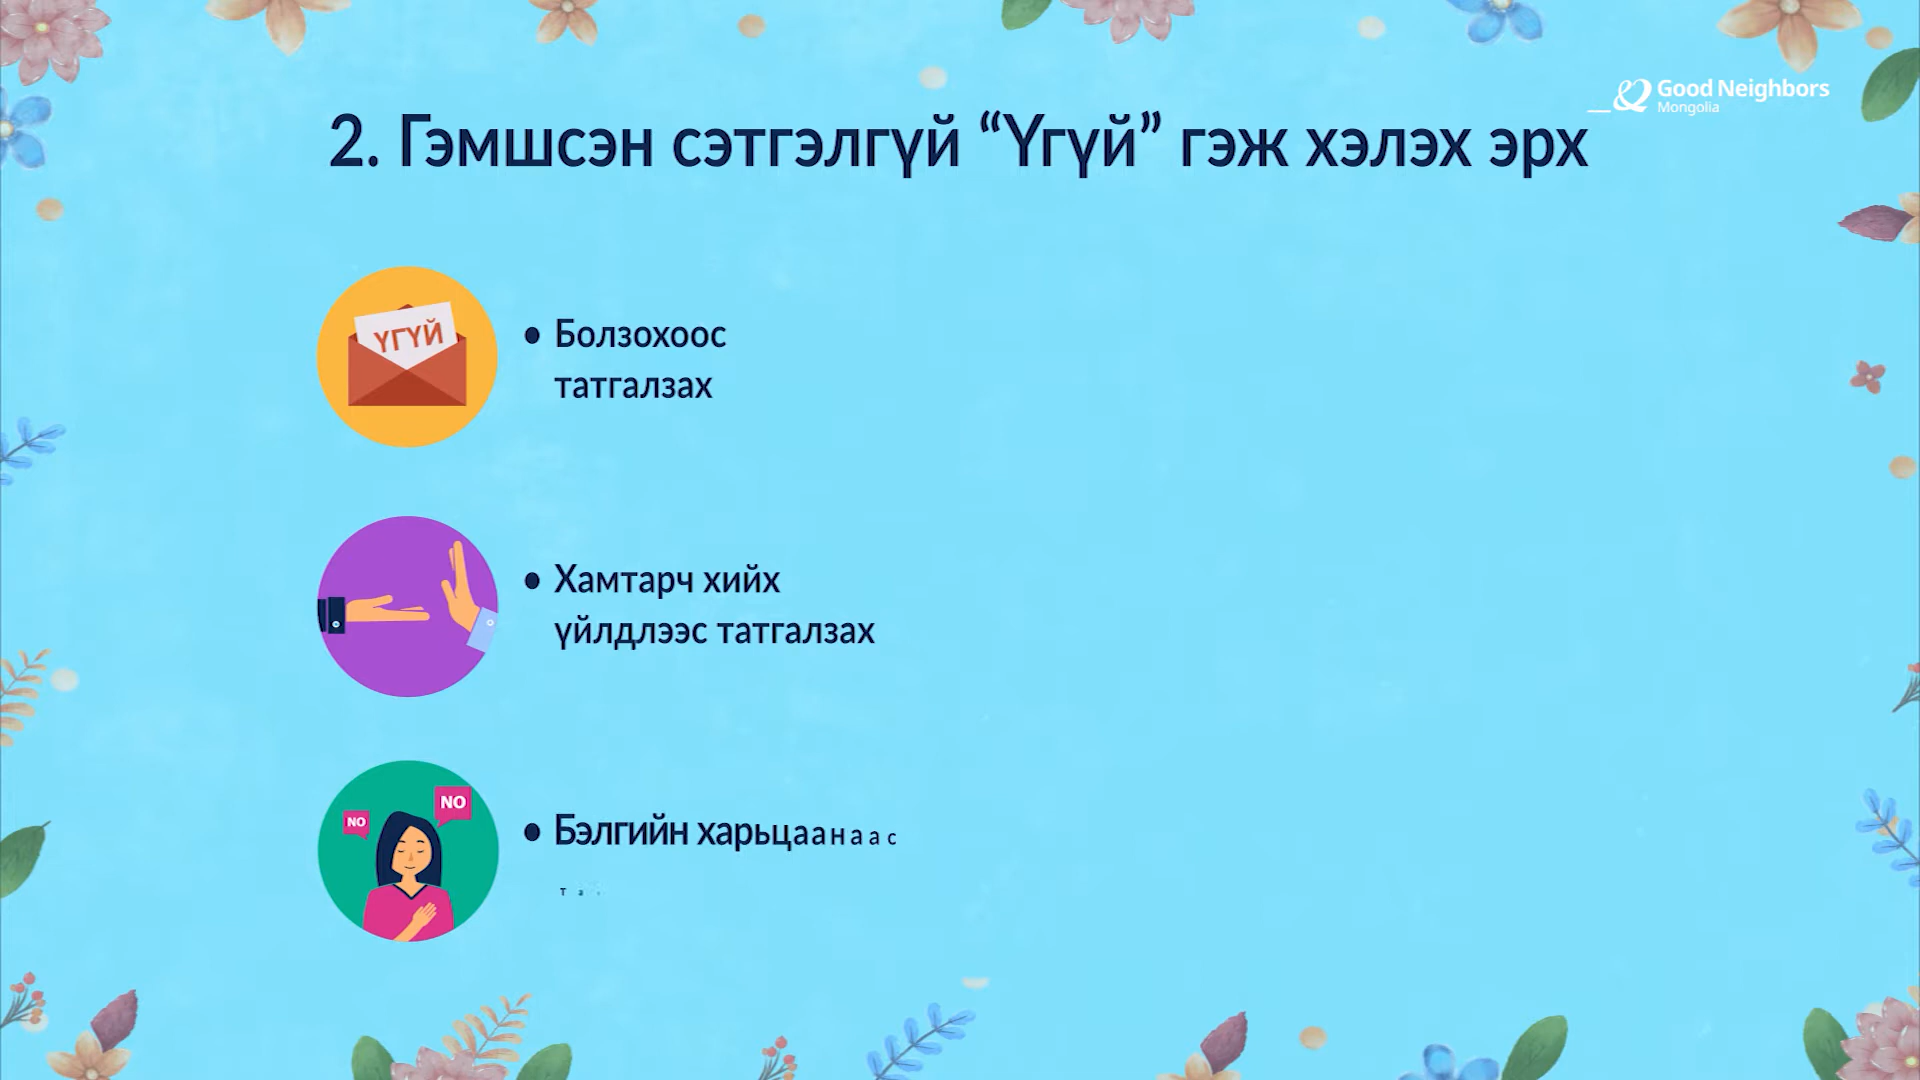 Good Neighbors
Mongolia
2. Гэмшсэн сэтгэлгүй “Үгүй” гэж хэлэх эрх
ҮГҮЙ
• Болзохоос
татгалзах
• Хамтарч хийх
үйлдлээс татгалзах
NO
NO
• Бэлгийн харьцаанаас